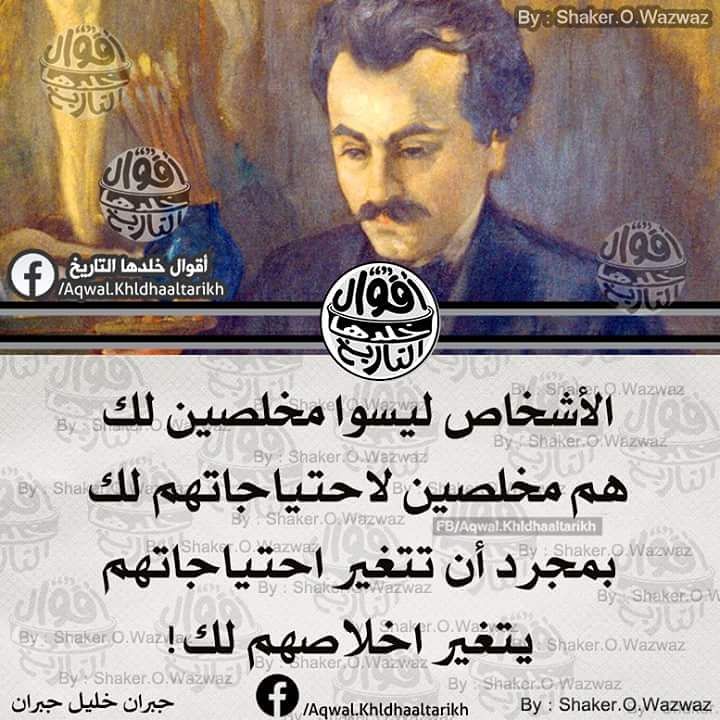 By : Shaker.O.Wazwaz
أقوال خلدها التاريخ
/Aqwal.Khldhaaltarikh
أقوال
خلدها
التاريخ
الأشخاص ليسوا مخلصين لك
هم مخلصين لاحتياجاتهم لك
FB/Aqwal.Khldhaaltarikh
بمجرد أن تتغير احتياجاتهم
يتغير اخلاصهم لك!
جبران خليل جبران
/Aqwal.Khldhaaltarikh
By : Shaker.O.Wazwaz